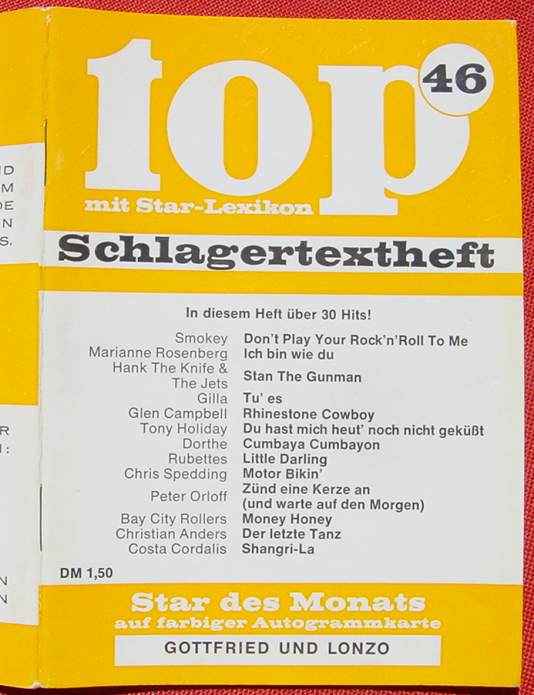 top
46
mit Star-Lexikon
Schlagertextheft
In diesem Heft über 30 Hits!
Smokey Don't Play Your Rock'n'Roll To Me
Marianne Rosenberg Ich bin wie du
Hank The Knife &
The Jets Stan The Gunman
Gilla Tu' es
Glen Campbell Rhinestone Cowboy
Tony Holiday Du hast mich heut' noch nicht geküßt
Dorthe Cumbaya Cumbayon
Rubettes Little Darling
Chris Spedding Motor Bikin'
Peter Orloff Zünd eine Kerze an
(und warte auf den Morgen)
Bay City Rollers Money Honey
Christian Anders Der letzte Tanz
Costa Cordalis Shangri-La
DM 1,50
Star des Monats
auf farbiger Autogrammkarte
GOTTFRIED UND LONZO